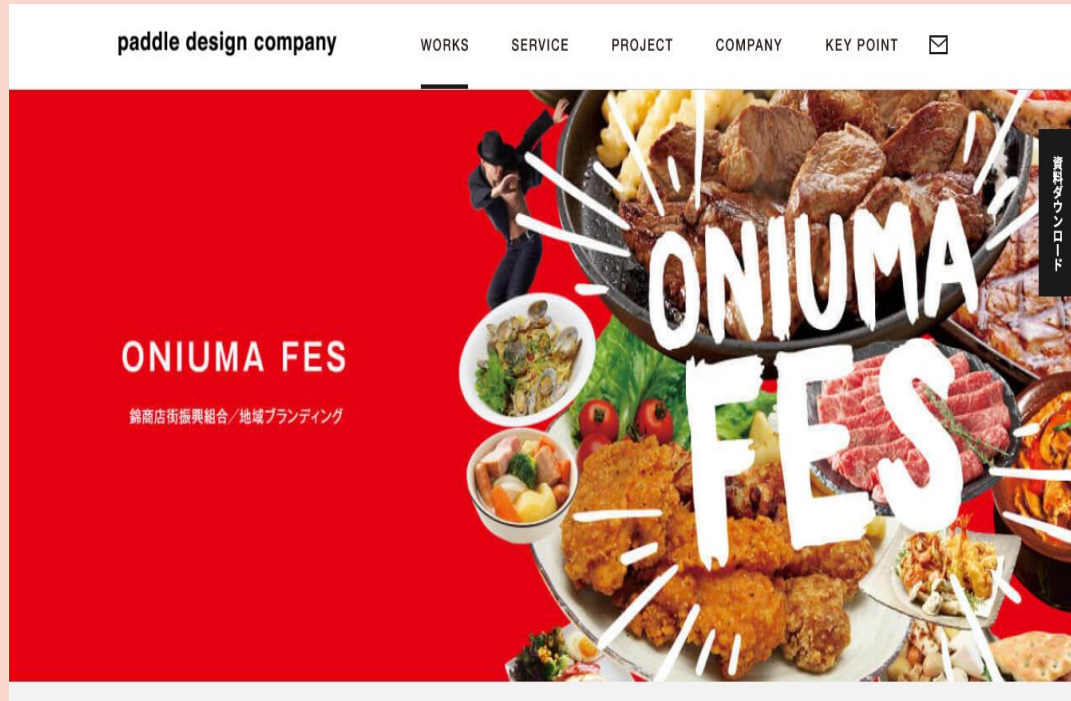 paddle design company
WORKS
SERVICE
PROJECT
COMPANY
KEY POINT
資料ダウンロード
ONIUMA
FES
ONIUMA FES
錦商店街振興組合／地域ブランディング